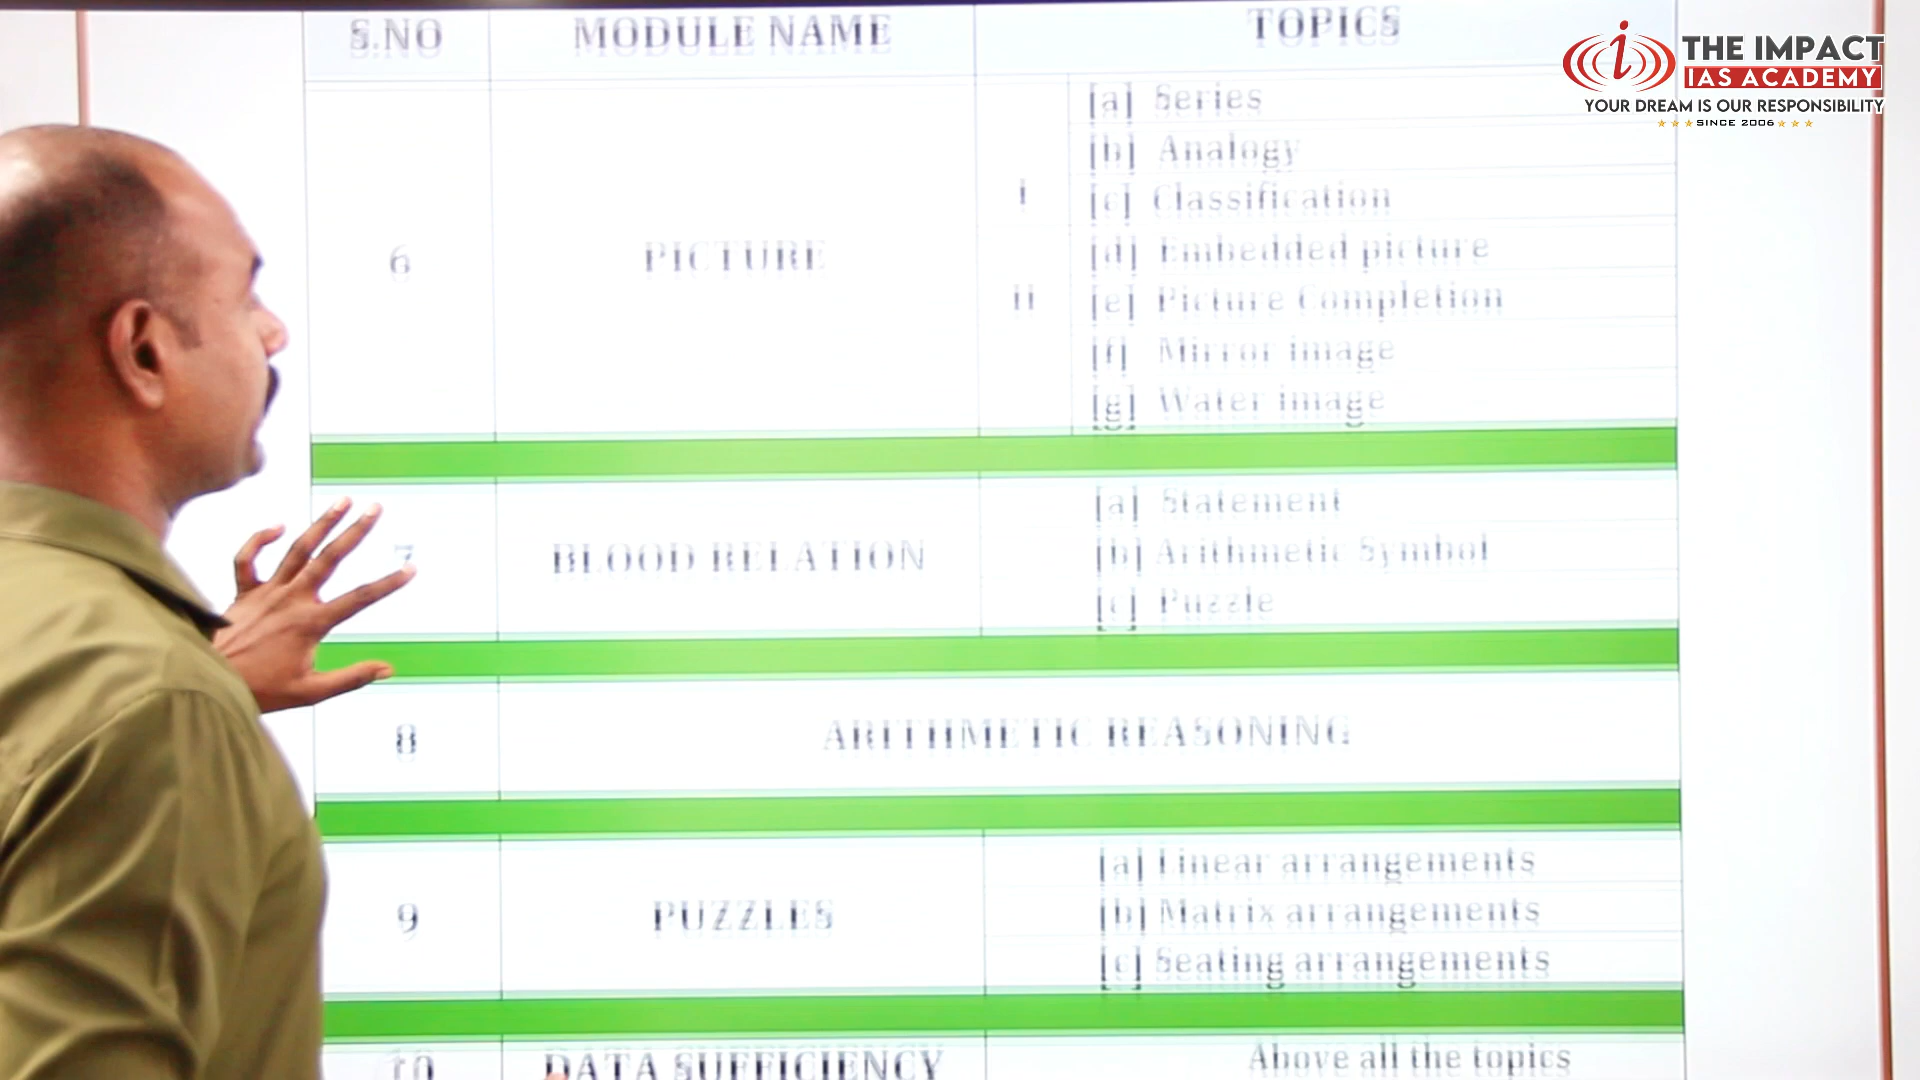 S.NO MODULE NAME TOPICS
THE IMPACT
IAS ACADEMY
YOUR DREAM IS OUR RESPONSIBILITY
SINCE 2006
6 PICTURE
I
II
[a] Series
[b] Analogy
[c] Classification
[d] Embedded picture
[e] Picture Completion
[f] Mirror image
[g] Water image
7 BLOOD RELATION
[a] Statement
[b] Arithmetic Symbol
[c] Puzzle
8 ARITHMETIC REASONING
9 PUZZLES
[a] Linear arrangements
[b] Matrix arrangements
[c] Seating arrangements
10 DATA SUFFICIENCY Above all the topics